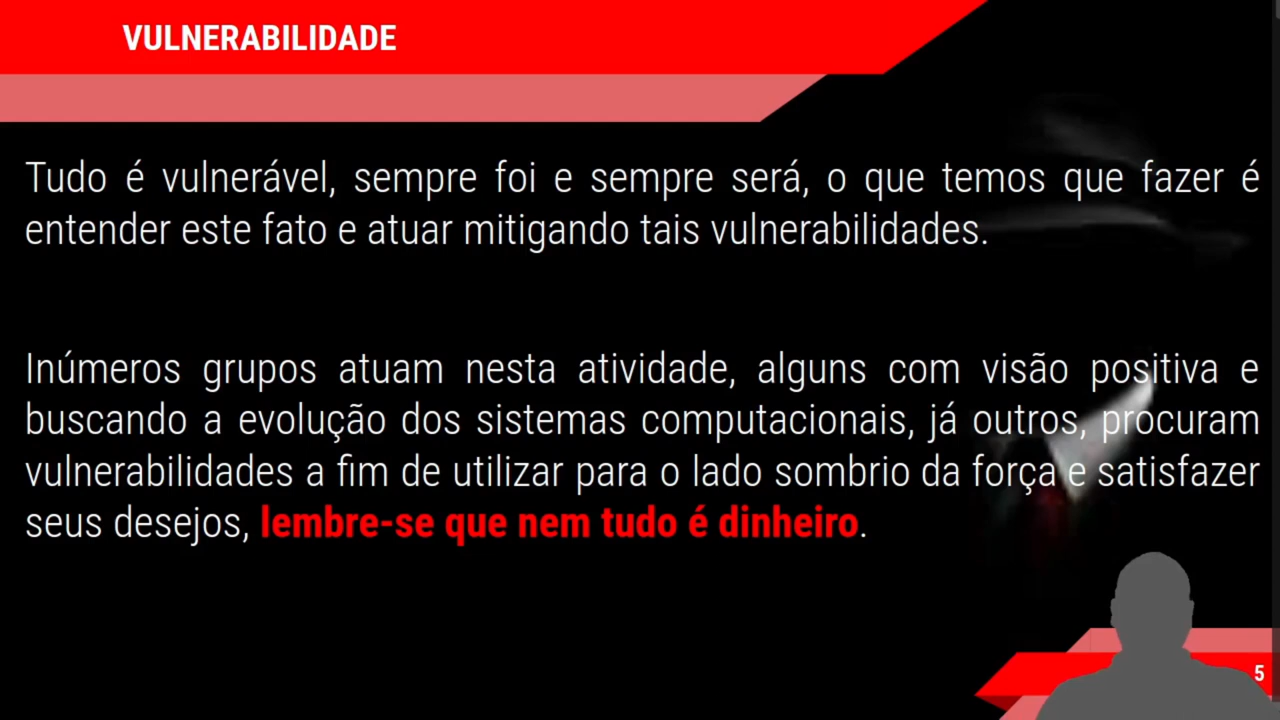 VULNERABILIDADE
Tudo é vulnerável, sempre foi e sempre será, o que temos que fazer é
entender este fato e atuar mitigando tais vulnerabilidades.
Inúmeros grupos atuam nesta atividade, alguns com visão positiva e
buscando a evolução dos sistemas computacionais, já outros, procuram
vulnerabilidades a fim de utilizar para o lado sombrio da força e satisfazer
seus desejos, lembre-se que nem tudo é dinheiro.
5